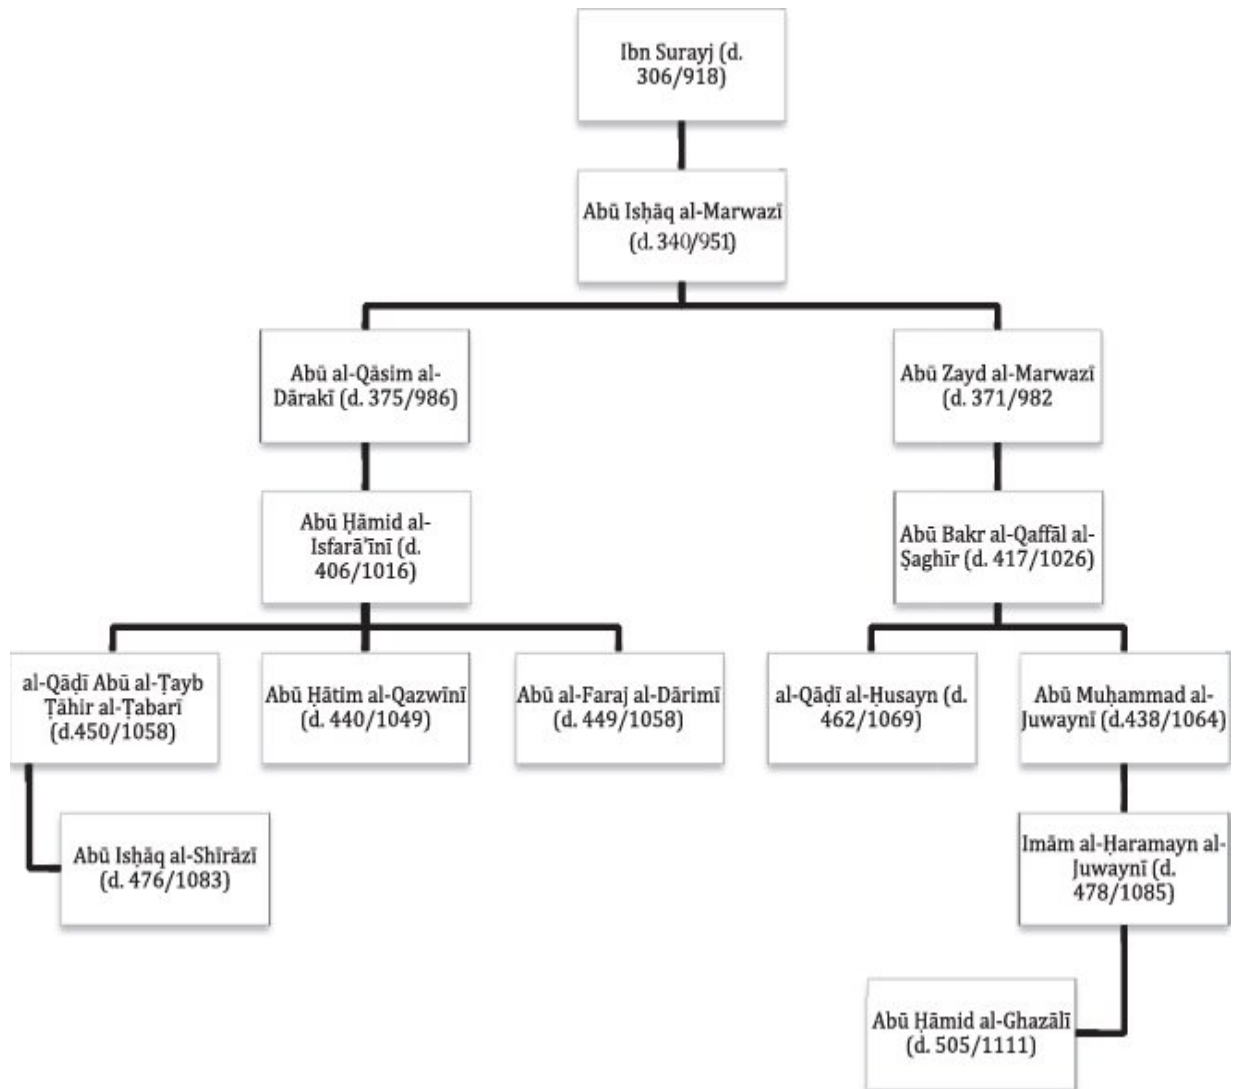 Ibn Surayj (d.
306/918)
Abū Isḥāq al-Marwazī
(d. 340/951)
Abū al-Qāsim al-
Dārakī (d. 375/986)
Abū Zayd al-Marwazī
(d. 371/982
Abū Ḥāmid al-
Isfarā'īnī (d.
406/1016)
Abū Bakr al-Qaffāl al-
Ṣaghīr (d. 417/1026)
al-Qāḍī Abū al-Ṭayb
Ṭāhir al-Ṭabarī
(d.450/1058)
Abū Ḥātim al-Qazwīnī
(d. 440/1049)
Abū al-Faraj al-Dārimī
(d. 449/1058)
al-Qāḍī al-Ḥusayn (d.
462/1069)
Abū Muḥammad al-
Juwaynī (d.438/1064)
Abū Isḥāq al-Shīrāzī
(d. 476/1083)
Imām al-Ḥaramayn al-
Juwaynī (d.
478/1085)
Abū Ḥāmid al-Ghazālī
(d. 505/1111)